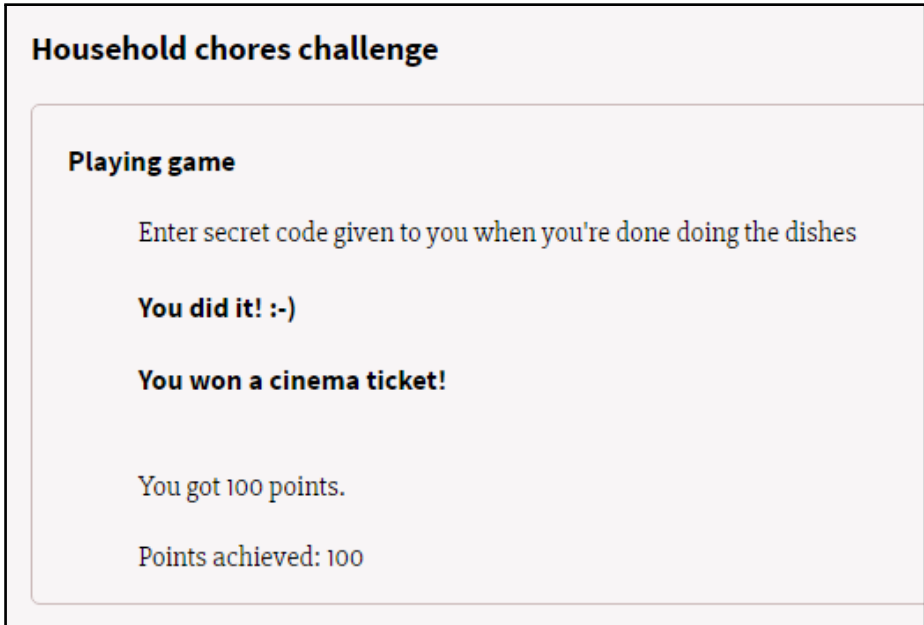 Household chores challenge
Playing game
Enter secret code given to you when you're done doing the dishes
You did it! :-)
You won a cinema ticket!
You got 100 points.
Points achieved: 100